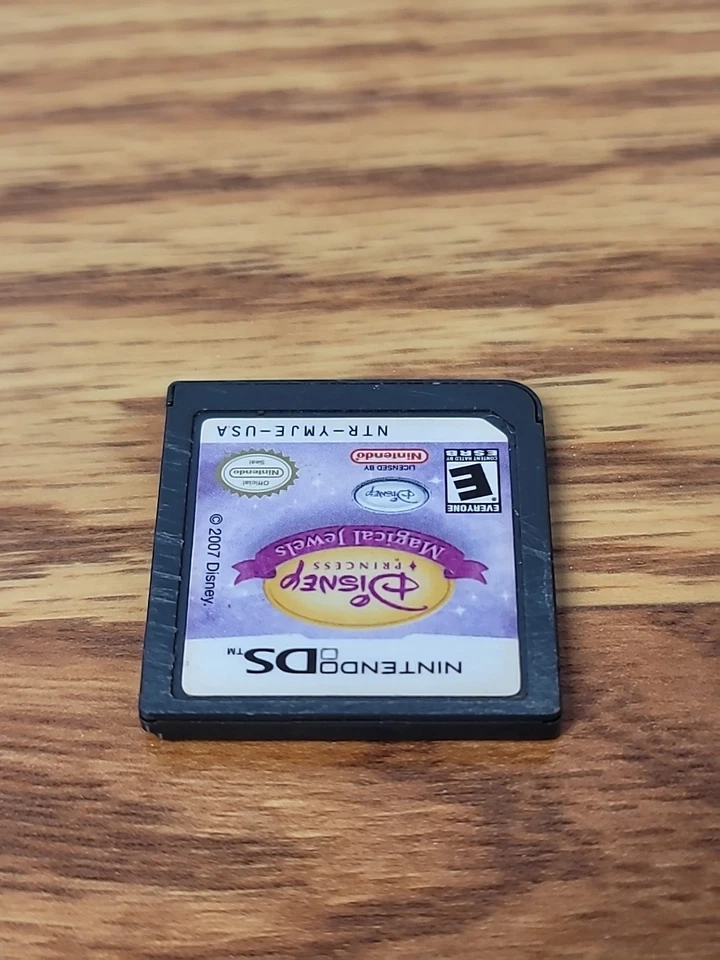 NINTENDO DS™
DISNEY
PRINCESS
Magical Jewels
© 2007 Disney.
EVERYONE
E
CONTENT RATED BY
ESRB
Disney
LICENSED BY
Nintendo
Official
Nintendo
Seal
NTR-YMJE-USA